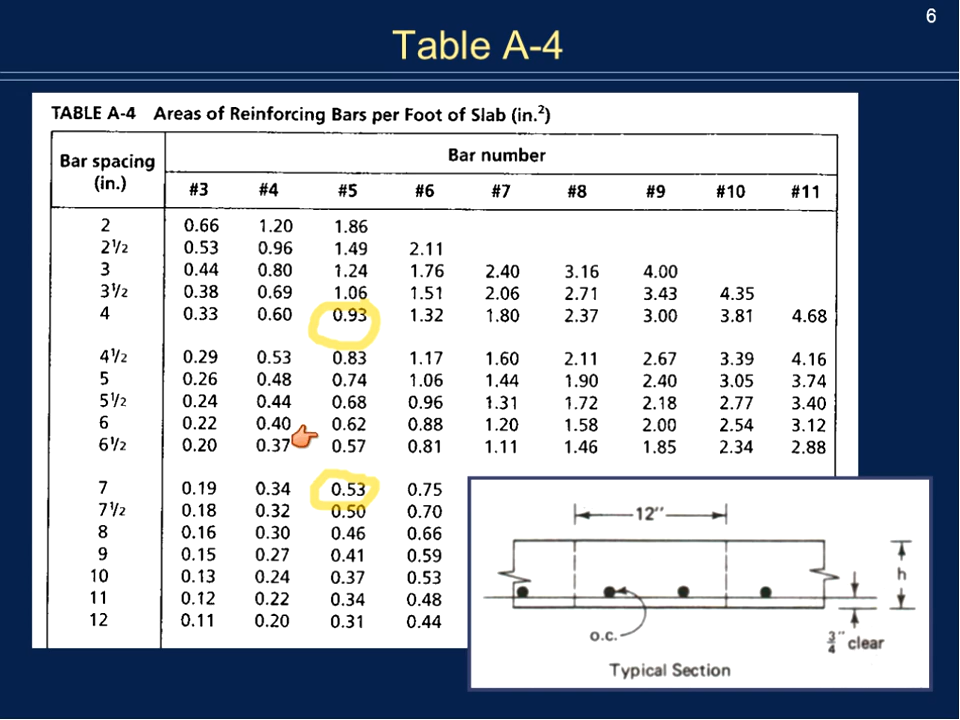 6
Table A-4
TABLE A-4 Areas of Reinforcing Bars per Foot of Slab (in.²)
Bar spacing (in.) Bar number
#3 #4 #5 #6 #7 #8 #9 #10 #11
2 0.66 1.20 1.86
2½ 0.53 0.96 1.49 2.11
3 0.44 0.80 1.24 1.76 2.40 3.16 4.00
3½ 0.38 0.69 1.06 1.51 2.06 2.71 3.43 4.35
4 0.33 0.60 0.93 1.32 1.80 2.37 3.00 3.81 4.68
4½ 0.29 0.53 0.83 1.17 1.60 2.11 2.67 3.39 4.16
5 0.26 0.48 0.74 1.06 1.44 1.90 2.40 3.05 3.74
5½ 0.24 0.44 0.68 0.96 1.31 1.72 2.18 2.77 3.40
6 0.22 0.40 0.62 0.88 1.20 1.58 2.00 2.54 3.12
6½ 0.20 0.37 0.57 0.81 1.11 1.46 1.85 2.34 2.88
7 0.19 0.34 0.53 0.75
7½ 0.18 0.32 0.50 0.70
8 0.16 0.30 0.46 0.66
9 0.15 0.27 0.41 0.59
10 0.13 0.24 0.37 0.53
11 0.12 0.22 0.34 0.48
12 0.11 0.20 0.31 0.44
12"
h
o.c.
¾" clear
Typical Section